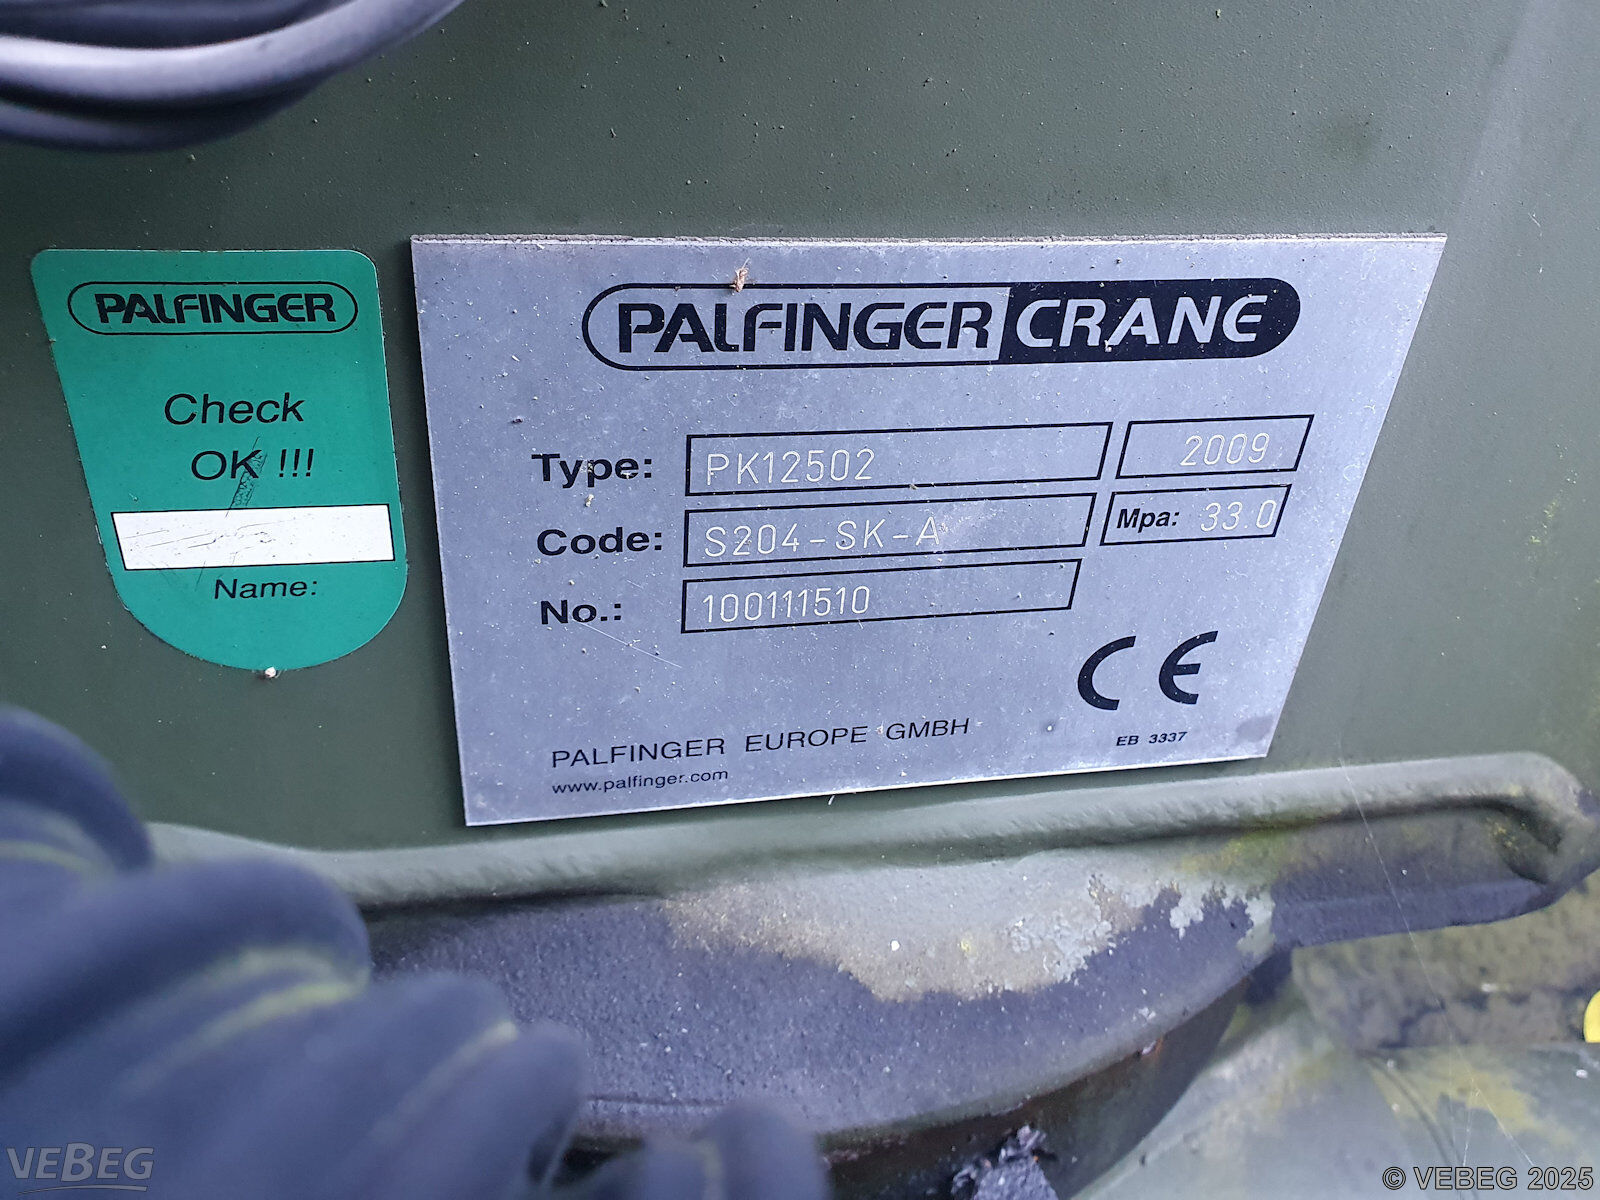 PALFINGER
Check
OK !!!
Name:
PALFINGER CRANE
Type: PK12502 2009
Code: S204-SK-A Mpa: 33.0
No.: 100111510
CE
EB 3337
PALFINGER EUROPE GMBH
www.palfinger.com
VEBEG
© VEBEG 2025